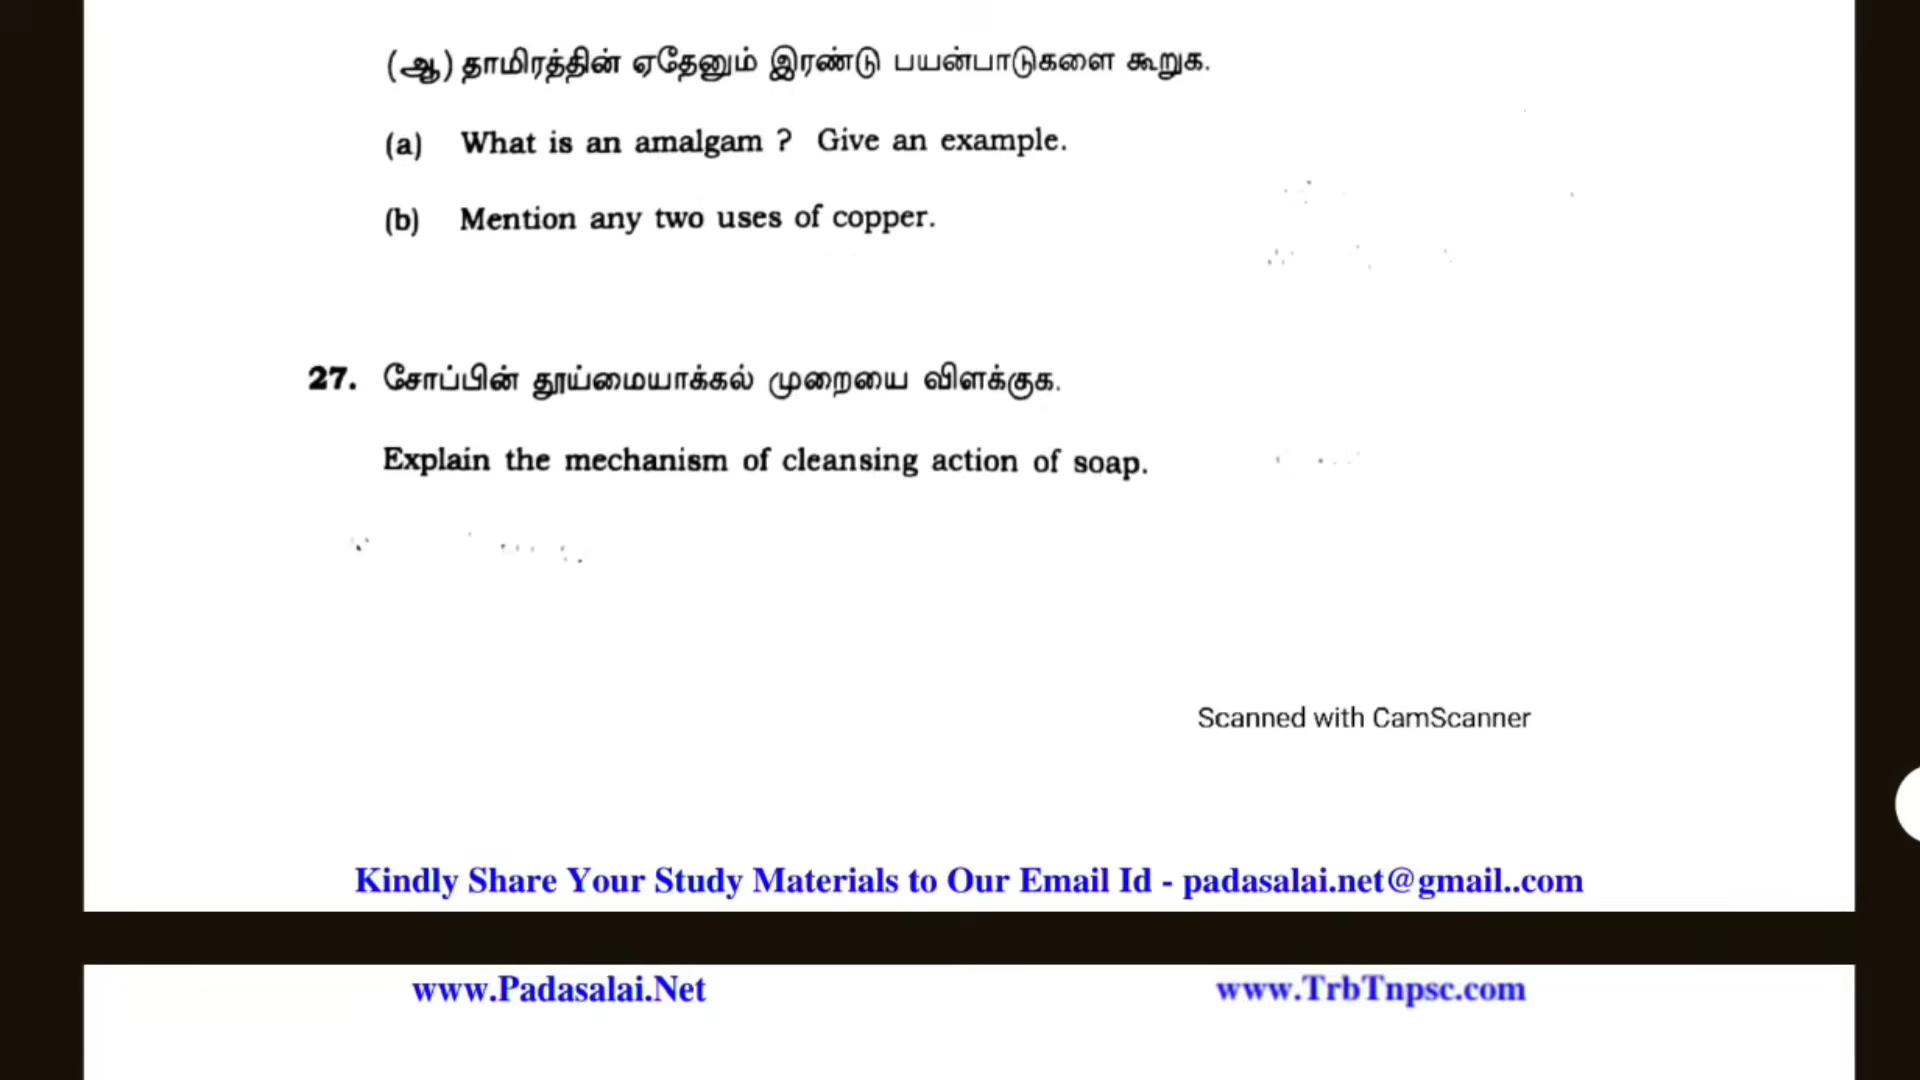 (ஆ) தாமிரத்தின் ஏதேனும் இரண்டு பயன்பாடுகளை கூறுக.
(a) What is an amalgam ? Give an example.
(b) Mention any two uses of copper.
27. சோப்பின் தூய்மையாக்கல் முறையை விளக்குக.
Explain the mechanism of cleansing action of soap.
Scanned with CamScanner
Kindly Share Your Study Materials to Our Email Id - padasalai.net@gmail..com
www.Padasalai.Net www.TrbTnpsc.com